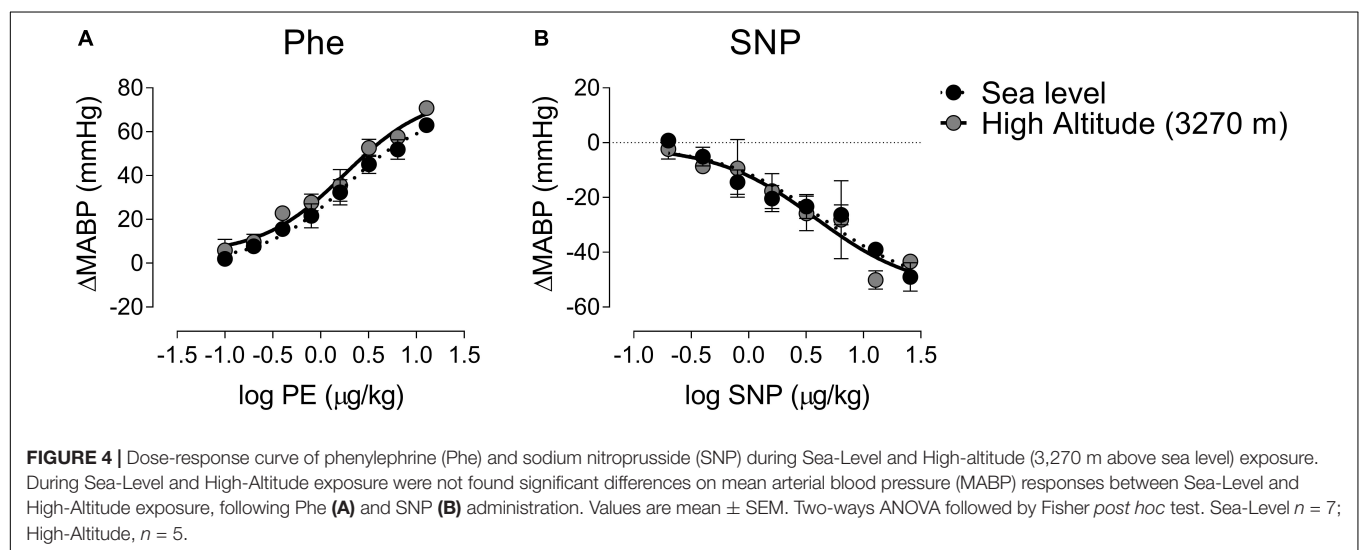 A
Phe
B
SNP
80
60
40
20
0
-20
ΔMABP (mmHg)
-1.5 -1.0 -0.5 0.0 0.5 1.0 1.5
log PE (μg/kg)
20
0
-20
-40
-60
ΔMABP (mmHg)
-1.0 -0.5 0.0 0.5 1.0 1.5
log SNP (μg/kg)
Sea level
High Altitude (3270 m)
FIGURE 4 | Dose-response curve of phenylephrine (Phe) and sodium nitroprusside (SNP) during Sea-Level and High-altitude (3,270 m above sea level) exposure.
During Sea-Level and High-Altitude exposure were not found significant differences on mean arterial blood pressure (MABP) responses between Sea-Level and
High-Altitude exposure, following Phe (A) and SNP (B) administration. Values are mean ± SEM. Two-ways ANOVA followed by Fisher post hoc test. Sea-Level n = 7;
High-Altitude, n = 5.